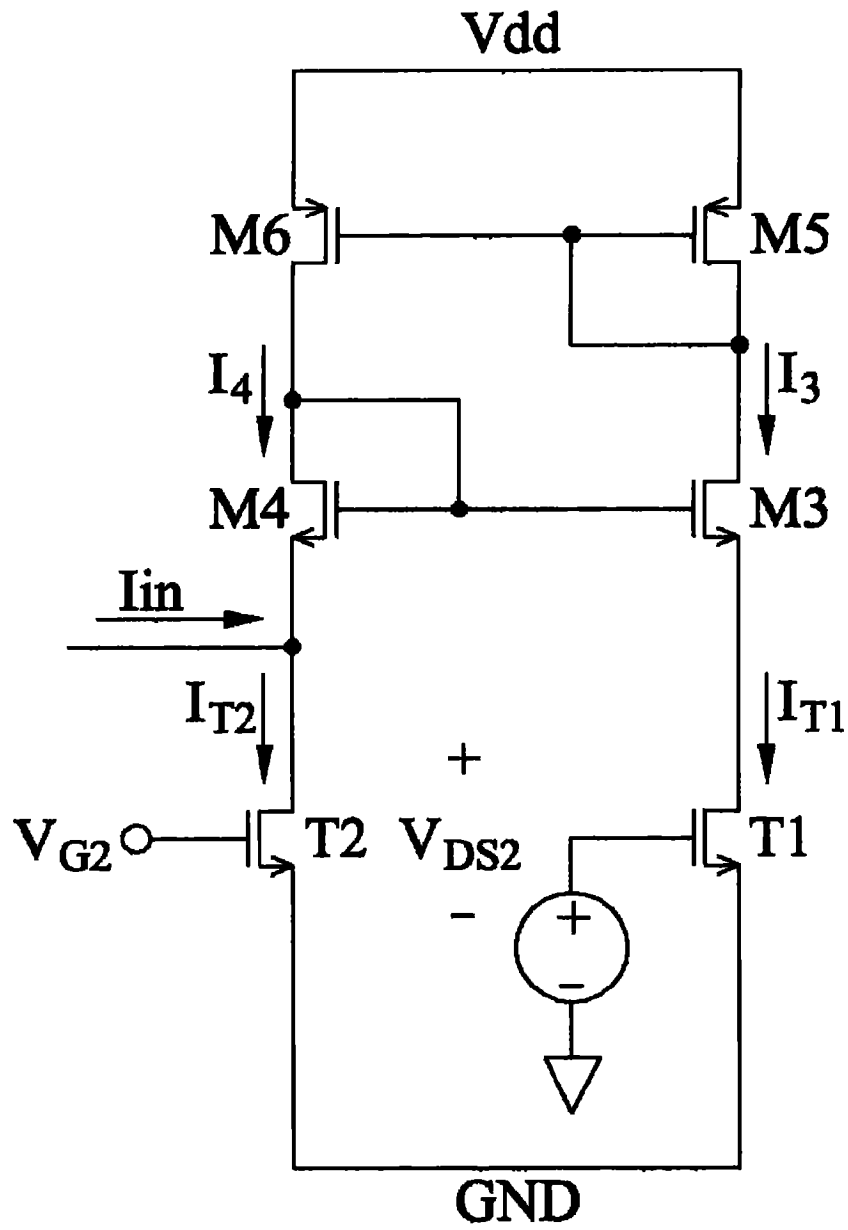 Vdd
M6
M5
I4
I3
M4
M3
Iin
IT2
IT1
+
VG2
T2
VDS2
T1
-
+
-
GND